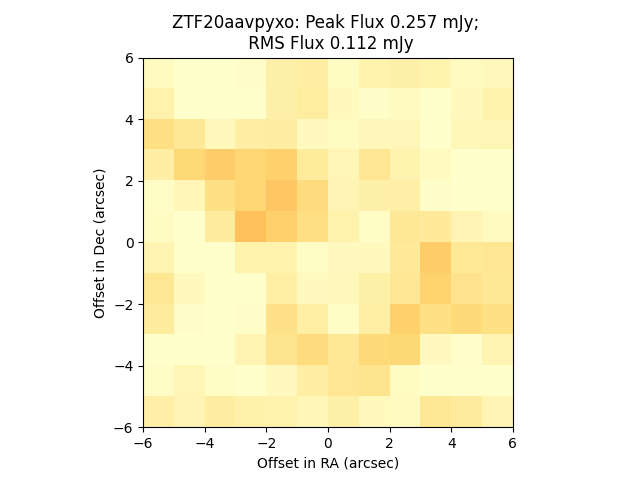 ZTF20aavpyxo: Peak Flux 0.257 mJy;
RMS Flux 0.112 mJy
6
4
2
0
−2
−4
−6
Offset in Dec (arcsec)
−6 −4 −2 0 2 4 6
Offset in RA (arcsec)